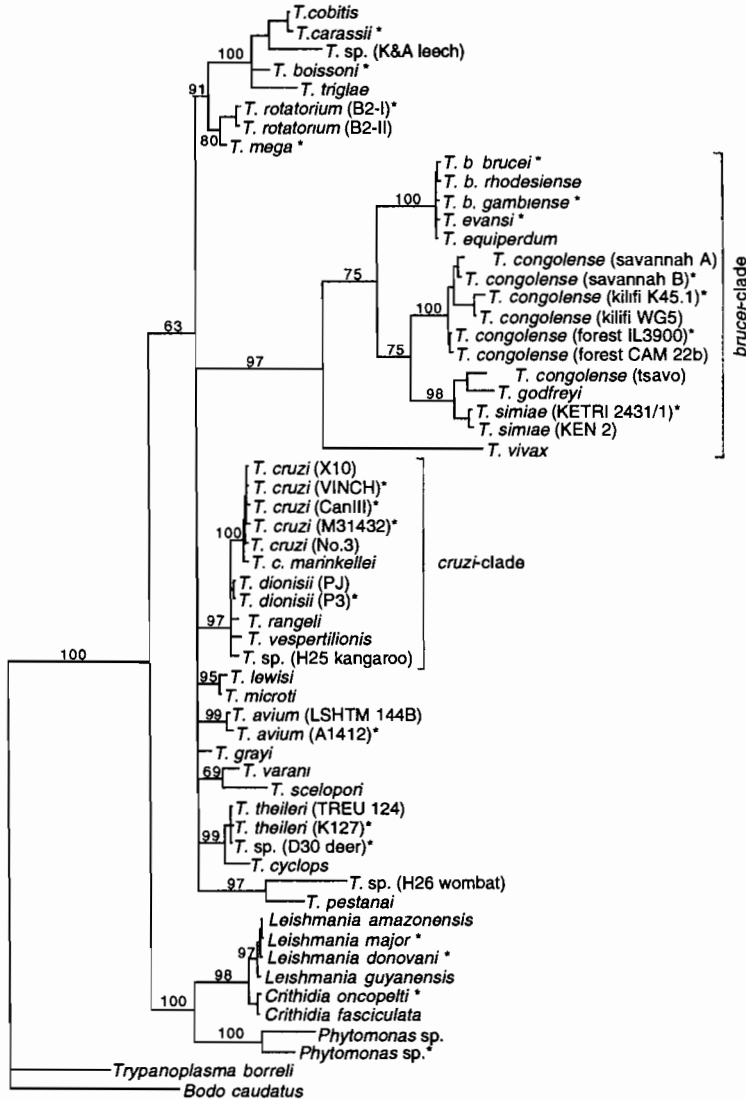 T.cobitis
T.carassii *
T. sp. (K&A leech)
100
T. boissoni *
T. triglae
91
T. rotatorium (B2-I)*
T. rotatorium (B2-II)
80
T. mega *
T. b brucei *
T. b. rhodesiense
100
T. b. gambiense *
T. evansi *
T. equiperdum
75
T. congolense (savannah A)
T. congolense (savannah B)*
T. congolense (kilifi K45.1)*
100
T. congolense (kilifi WG5)
T. congolense (forest IL3900)*
T. congolense (forest CAM 22b)
75
T. congolense (tsavo)
98
T. godfreyi
T. simiae (KETRI 2431/1)*
T. simiae (KEN 2)
T. vivax
brucei-clade
63
97
T. cruzi (X10)
T. cruzi (VINCH)*
T. cruzi (CanIII)*
T. cruzi (M31432)*
100
T. cruzi (No.3)
T. c. marinkellei
cruzi-clade
T. dionisii (PJ)
T. dionisii (P3)*
97
T. rangeli
T. vespertilionis
T. sp. (H25 kangaroo)
100
95
T. lewisi
T. microti
99
T. avium (LSHTM 144B)
T. avium (A1412)*
T. grayi
69
T. varani
T. scelopori
T. theileri (TREU 124)
T. theileri (K127)*
99
T. sp. (D30 deer)*
T. cyclops
97
T. sp. (H26 wombat)
T. pestanai
Leishmania amazonensis
Leishmania major *
97
Leishmania donovani *
98
Leishmania guyanensis
Crithidia oncopelti *
100
Crithidia fasciculata
100
Phytomonas sp.
Phytomonas sp.*
Trypanoplasma borreli
Bodo caudatus